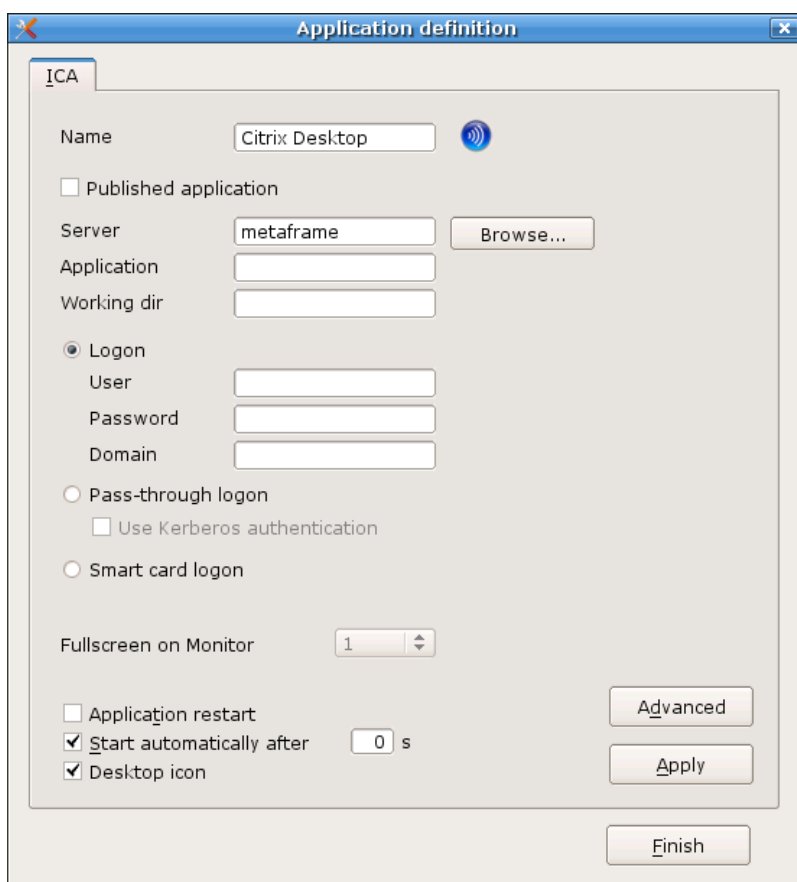 Application definition
ICA
Name Citrix Desktop
Published application
Server metaframe Browse...
Application
Working dir
Logon
User
Password
Domain
Pass-through logon
Use Kerberos authentication
Smart card logon
Fullscreen on Monitor 1
Application restart
Advanced
Start automatically after 0 s
Desktop icon
Apply
Finish